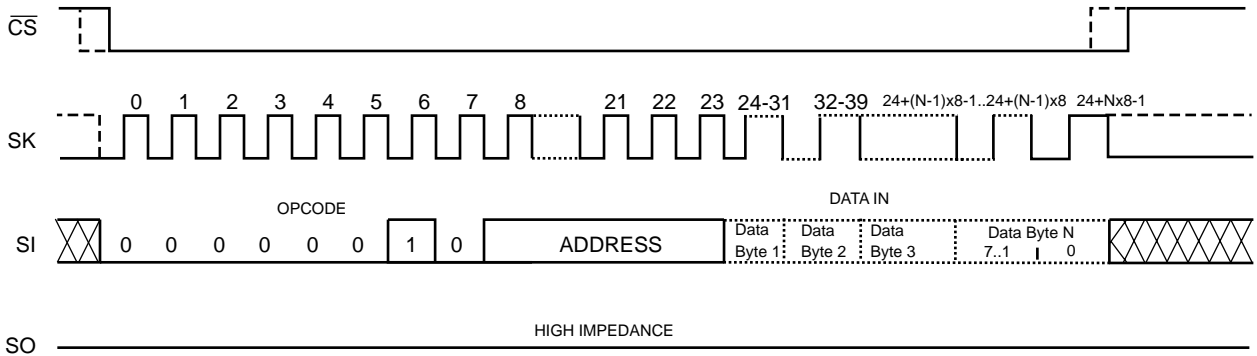 CS
0 1 2 3 4 5 6 7 8 21 22 23 24-31 32-39 24+(N-1)x8-1..24+(N-1)x8 24+Nx8-1
SK
OPCODE DATA IN
SI 0 0 0 0 0 0 1 0 ADDRESS
Data Byte 1
Data Byte 2
Data Byte 3
Data Byte N
7..1 0
HIGH IMPEDANCE
SO